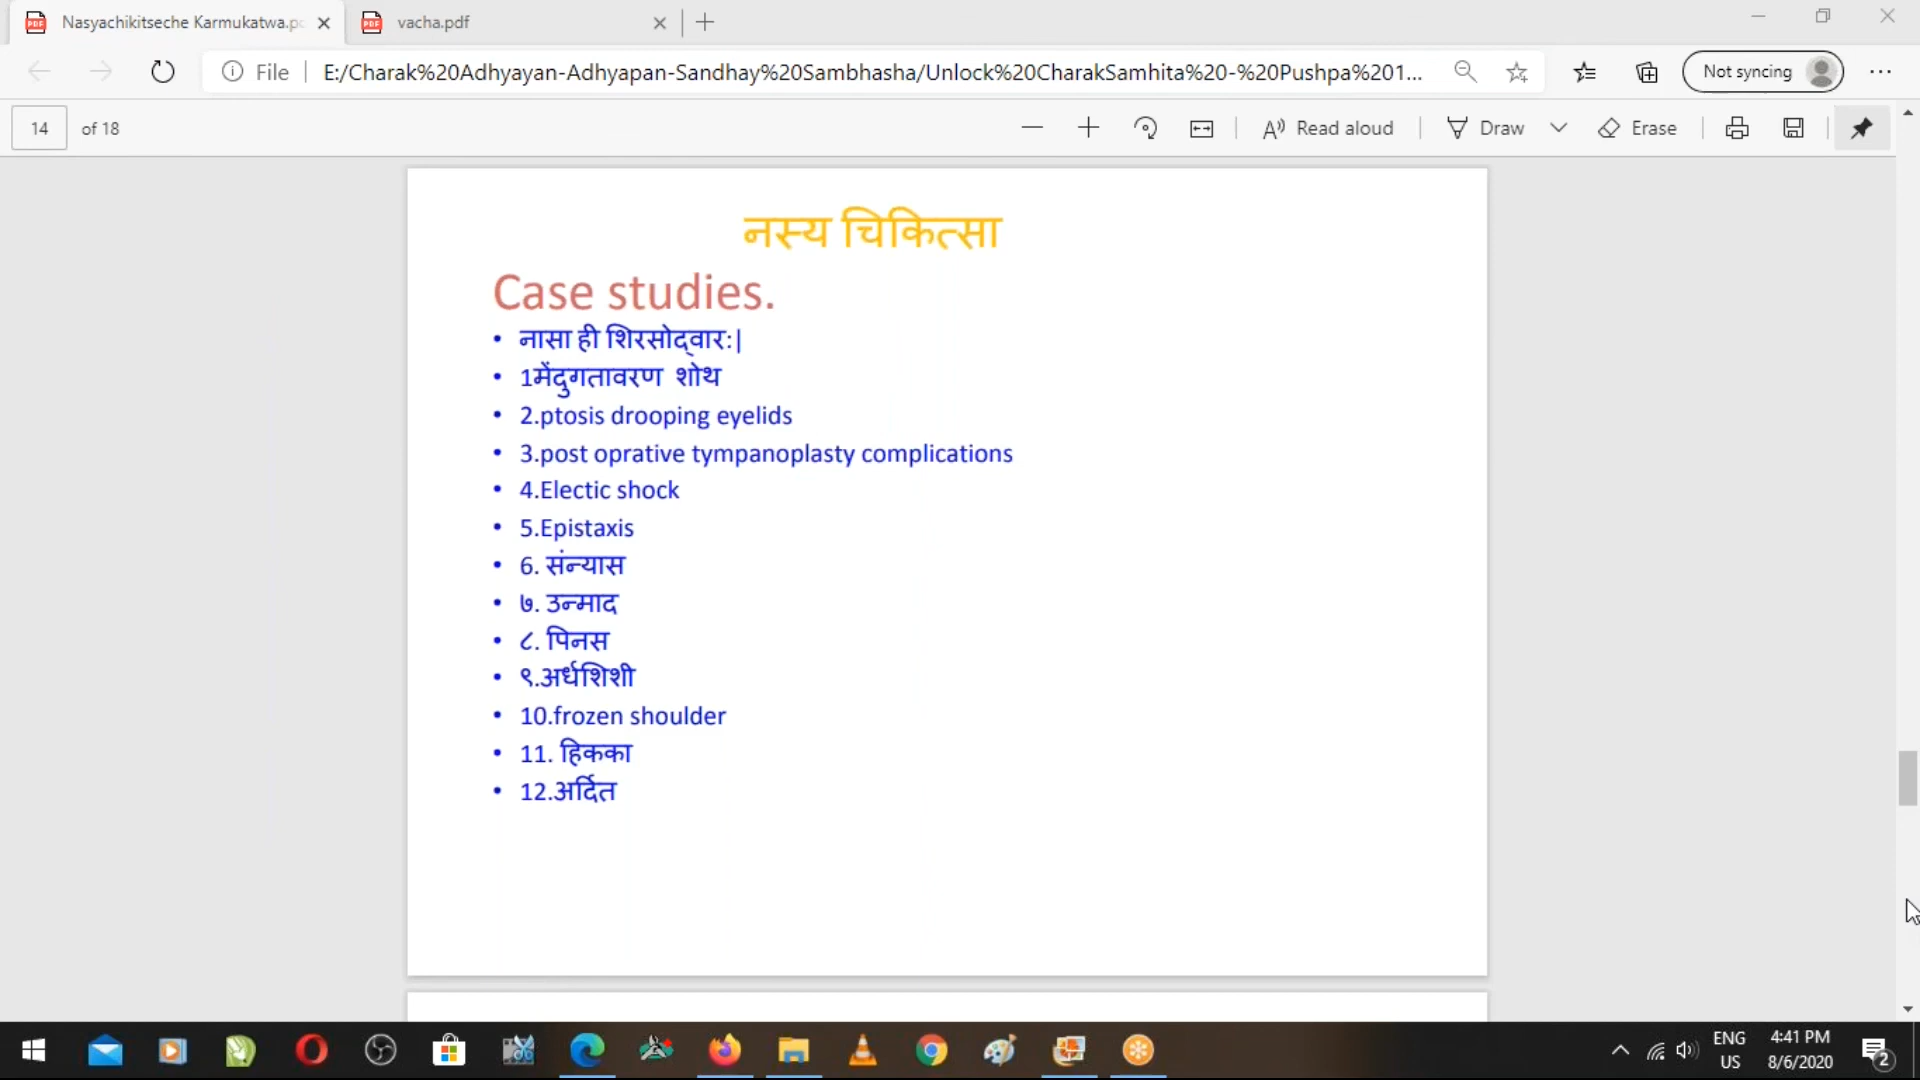 Nasyachikitseche Karmukatwa.pd
vacha.pdf
File
E:/Charak%20Adhyayan-Adhyapan-Sandhay%20Sambhasha/Unlock%20CharakSamhita%20-%20Pushpa%201...
Not syncing
14 of 18
Read aloud
Draw
Erase
नस्य चिकित्सा
Case studies.
• नासा ही शिरसोद्वारः|
• 1मेंदुगतावरण शोथ
• 2.ptosis drooping eyelids
• 3.post oprative tympanoplasty complications
• 4.Electic shock
• 5.Epistaxis
• 6. संन्यास
• ७. उन्माद
• ८. पिनस
• ९.अर्धशिशी
• 10.frozen shoulder
• 11. हिकका
• 12.अर्दित
ENG
US
4:41 PM
8/6/2020
2